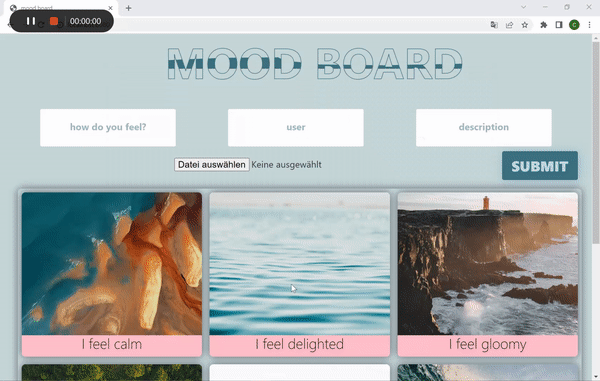 mood board
00:00:00
MOOD BOARD
how do you feel?
user
description
Datei auswählen Keine ausgewählt
SUBMIT
I feel calm
I feel delighted
I feel gloomy